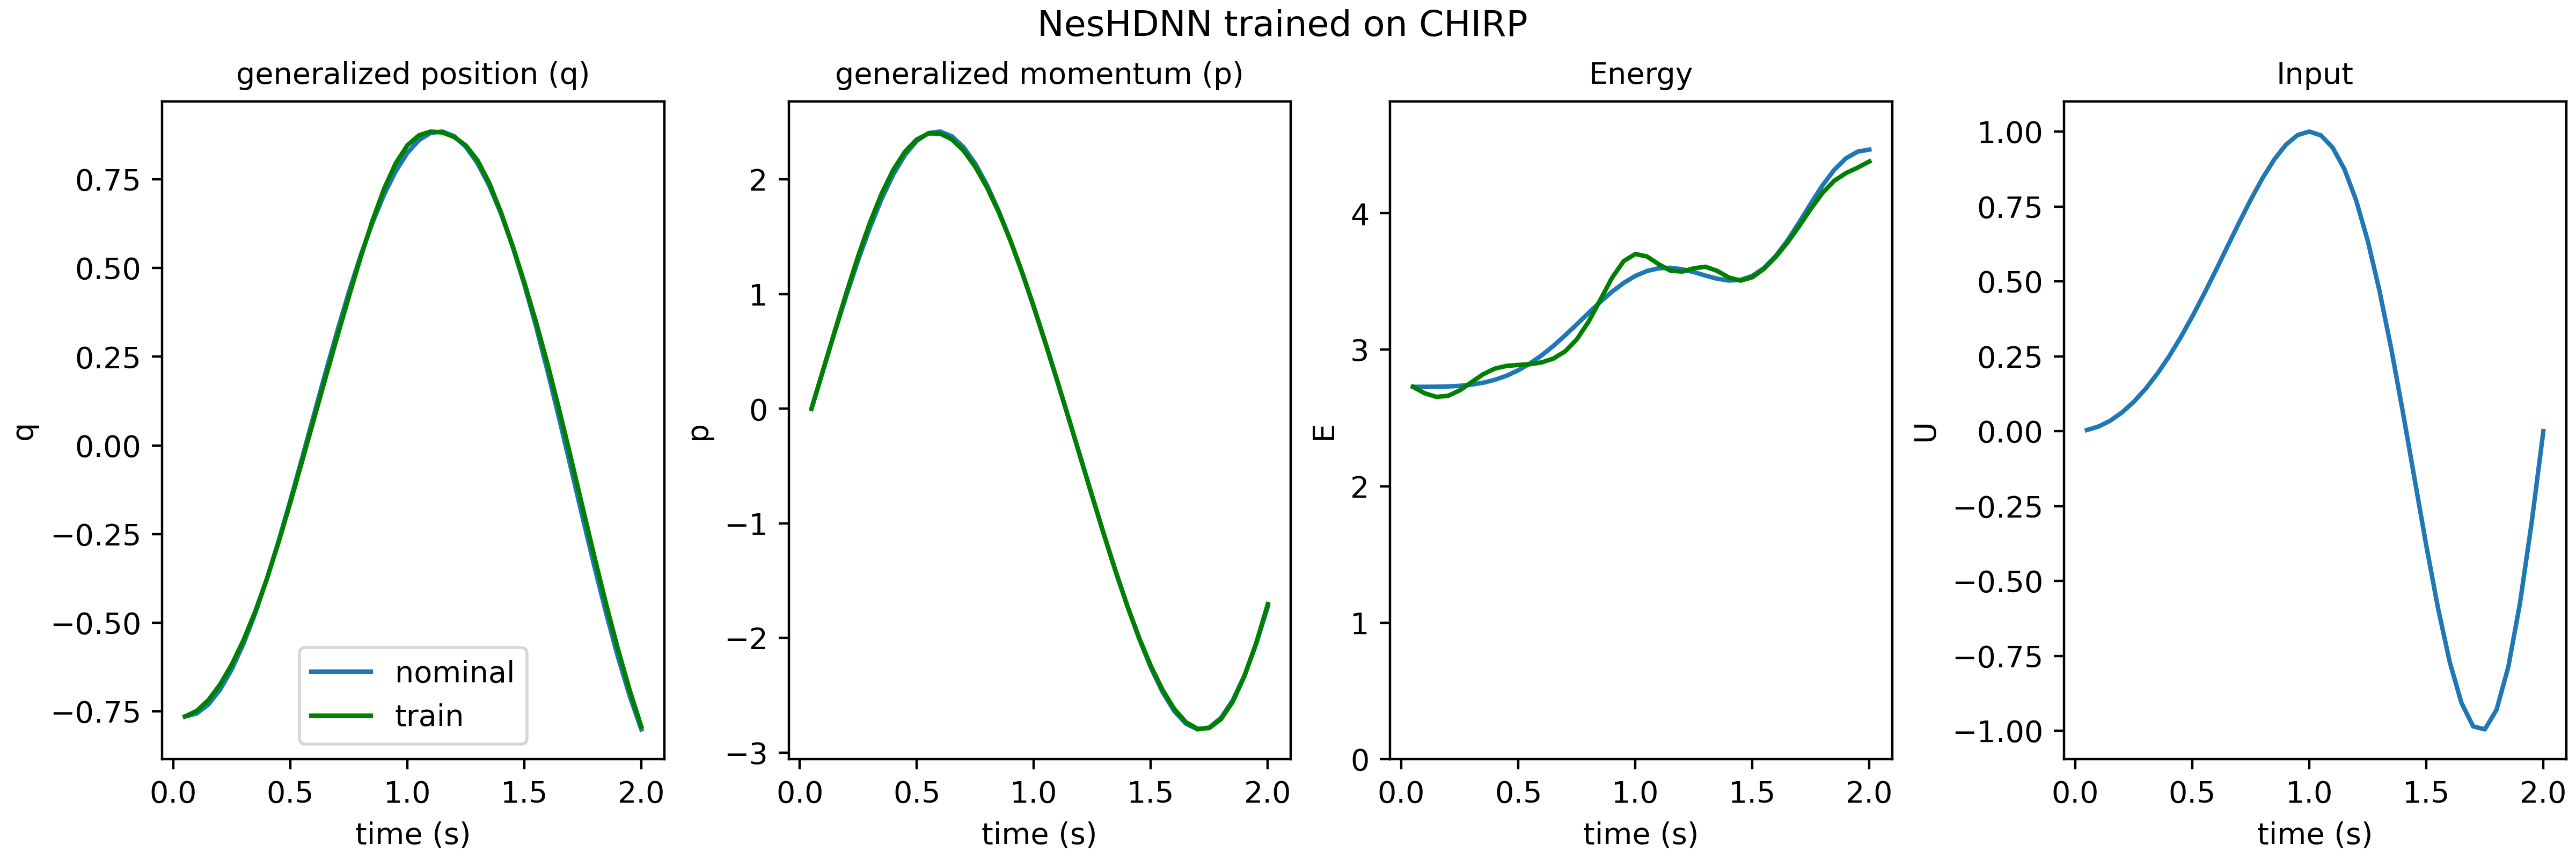 NesHDNN trained on CHIRP
generalized position (q)
q
0.75
0.50
0.25
0.00
−0.25
−0.50
−0.75
nominal
train
0.0 0.5 1.0 1.5 2.0
time (s)
generalized momentum (p)
p
2
1
0
−1
−2
−3
0.0 0.5 1.0 1.5 2.0
time (s)
Energy
E
4
3
2
1
0
0.0 0.5 1.0 1.5 2.0
time (s)
Input
U
1.00
0.75
0.50
0.25
0.00
−0.25
−0.50
−0.75
−1.00
0.0 0.5 1.0 1.5 2.0
time (s)